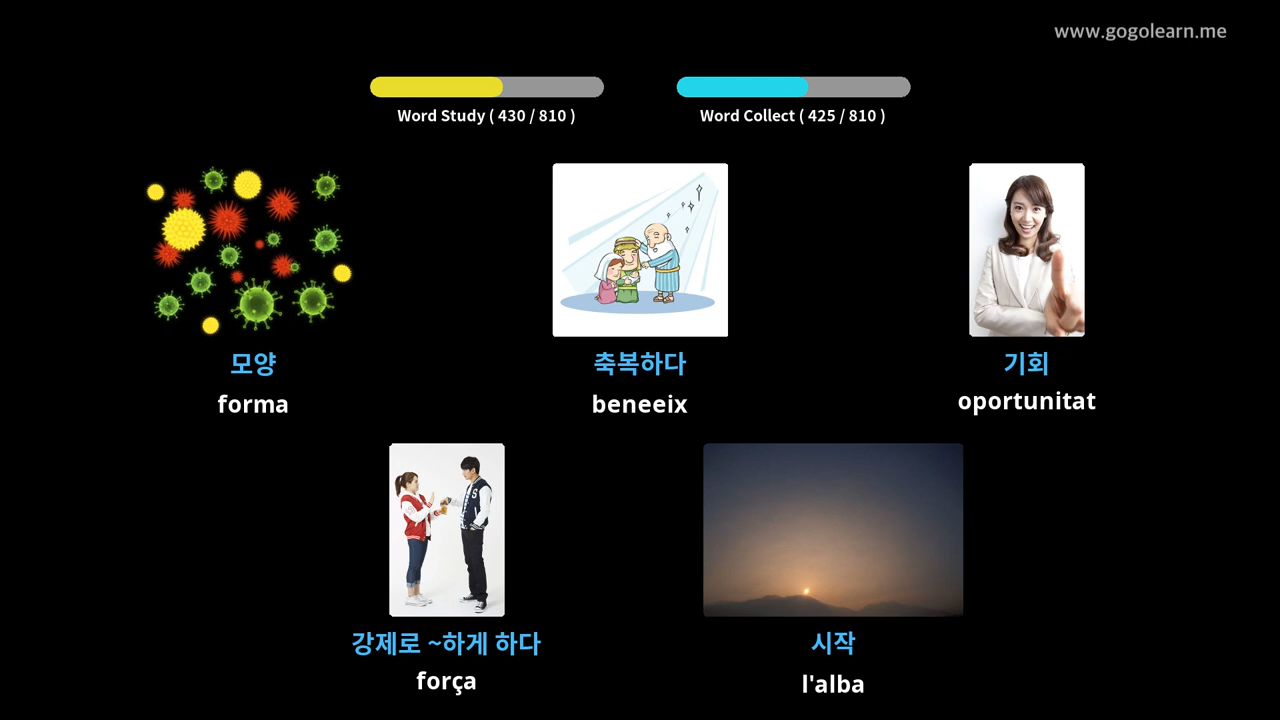 www.gogolearn.me
Word Study ( 430 / 810 )
Word Collect ( 425 / 810 )
모양
forma
축복하다
beneeix
기회
oportunitat
강제로 ~하게 하다
força
시작
l'alba